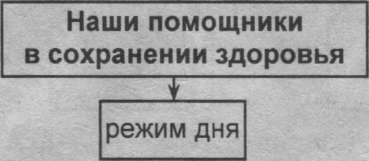 Наши помощники
в сохранении здоровья
режим дня